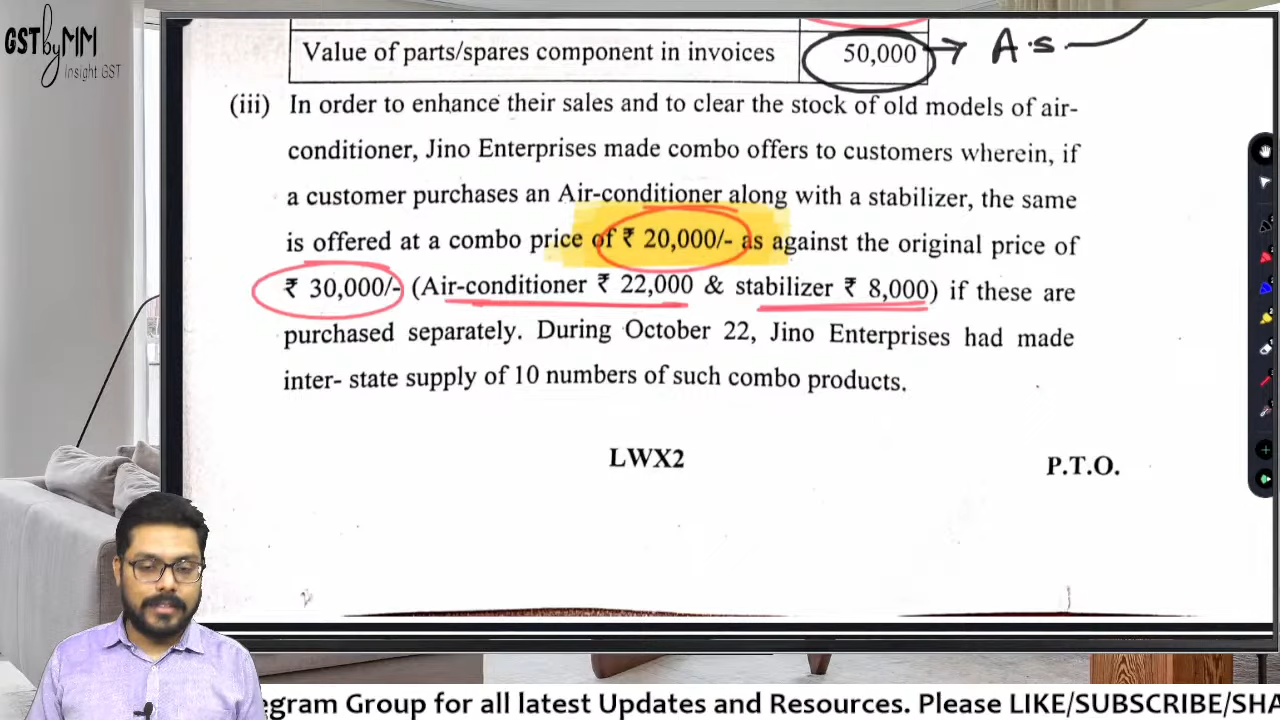 GST by MM
Insight GST
Value of parts/spares component in invoices 50,000 → A.s
(iii) In order to enhance their sales and to clear the stock of old models of air-
conditioner, Jino Enterprises made combo offers to customers wherein, if
a customer purchases an Air-conditioner along with a stabilizer, the same
is offered at a combo price of ₹ 20,000/- as against the original price of
₹ 30,000/- (Air-conditioner ₹ 22,000 & stabilizer ₹ 8,000) if these are
purchased separately. During October 22, Jino Enterprises had made
inter- state supply of 10 numbers of such combo products.
LWX2
P.T.O.
egram Group for all latest Updates and Resources. Please LIKE/SUBSCRIBE/SHA